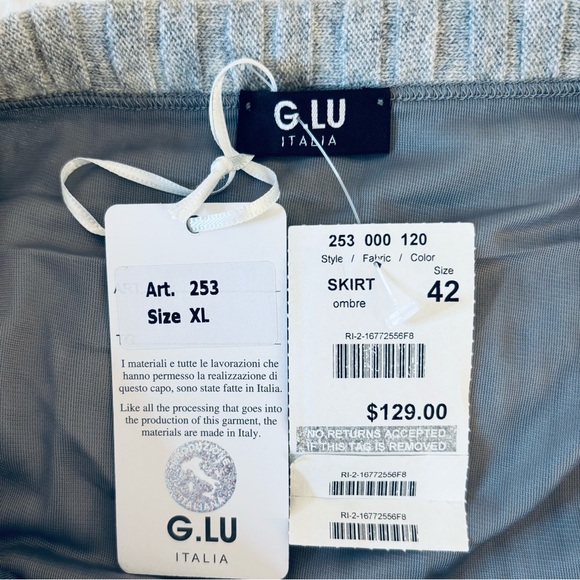 G.LU
ITALIA
Art. 253
Size XL
I materiali e tutte le lavorazioni che
hanno permesso la realizzazione di
questo capo, sono state fatte in Italia.
Like all the processing that goes into
the production of this garment, the
materials are made in Italy.
G.LU
ITALIA
253 000 120
Style / Fabric / Color
SKIRT
ombre
Size
42
RI-2-16772556F8
$129.00
NO RETURNS ACCEPTED
IF THIS TAG IS REMOVED
RI-2-16772556F8
RI-2-16772556F8